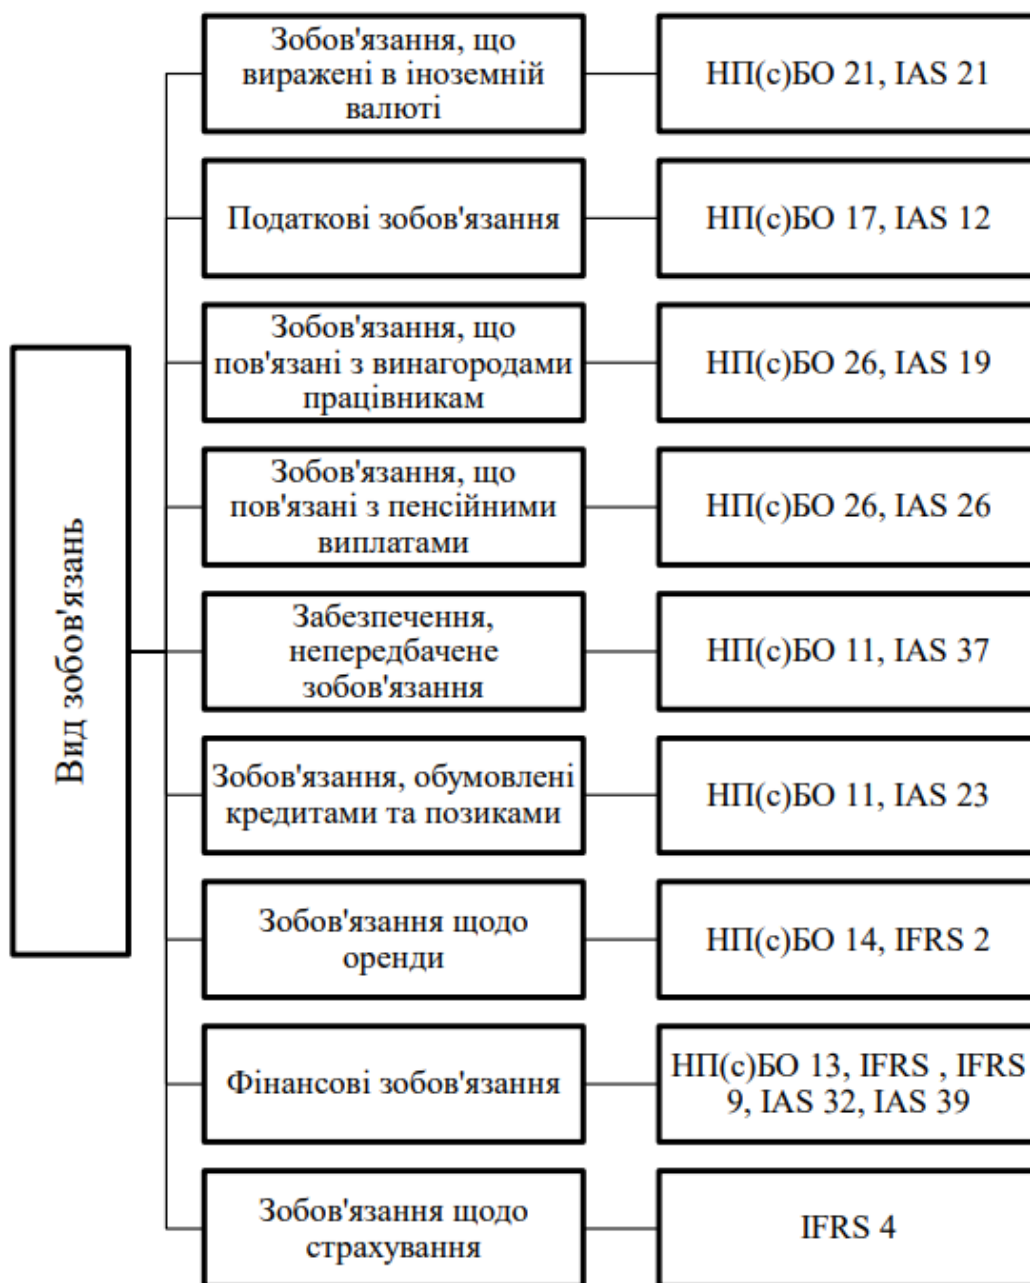 Вид зобов'язань
Зобов'язання, що
виражені в іноземній
валюті
НП(с)БО 21, IAS 21
Податкові зобов'язання
НП(с)БО 17, IAS 12
Зобов'язання, що
пов'язані з винагородами
працівникам
НП(с)БО 26, IAS 19
Зобов'язання, що
пов'язані з пенсійними
виплатами
НП(с)БО 26, IAS 26
Забезпечення,
непередбачене
зобов'язання
НП(с)БО 11, IAS 37
Зобов'язання, обумовлені
кредитами та позиками
НП(с)БО 11, IAS 23
Зобов'язання щодо
оренди
НП(с)БО 14, IFRS 2
Фінансові зобов'язання
НП(с)БО 13, IFRS , IFRS
9, IAS 32, IAS 39
Зобов'язання щодо
страхування
IFRS 4